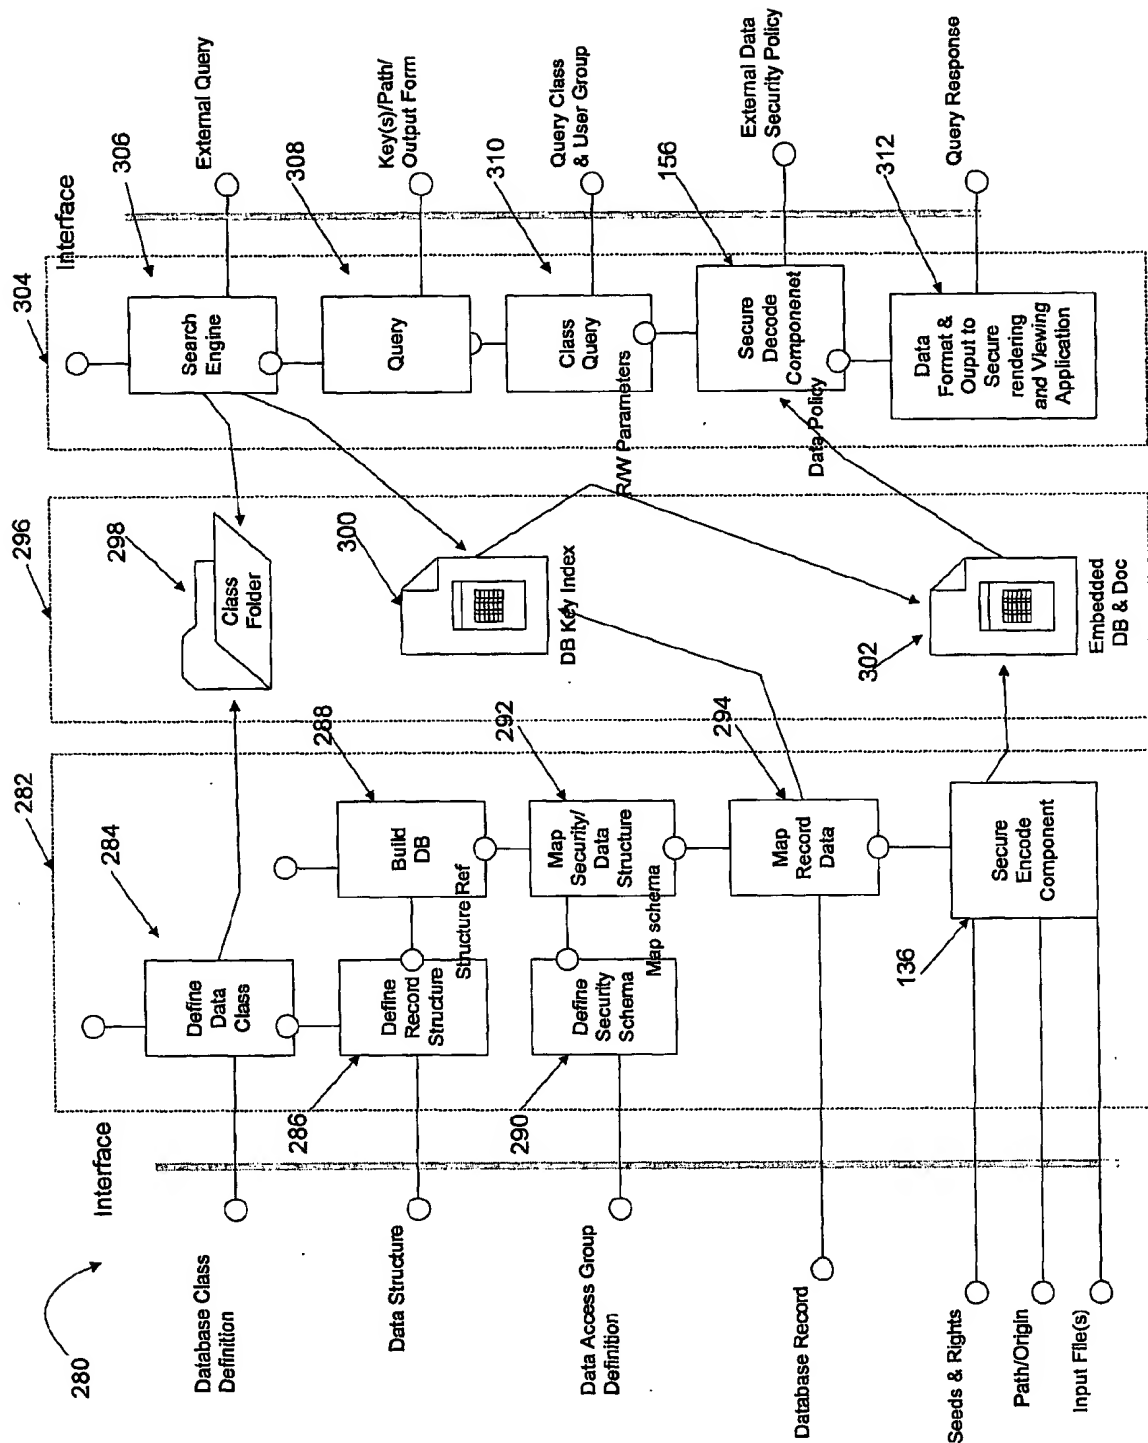 280
Interface
Database Class
Definition
Data Structure
Data Access Group
Definition
Database Record
Seeds & Rights
Path/Origin
Input File(s)
282
284
Define
Data
Class
286
Define
Record
Structure
Structure Ref
288
Build
DB
290
Define
Security
Schema
Map schema
292
Map
Security/
Data
Structure
294
Map
Record
Data
136
Secure
Encode
Component
296
298
Class
Folder
300
DB Key Index
302
Embedded
DB & Doc
304
Interface
306
Search
Engine
External Query
308
Query
Key(s)/Path/
Output Form
310
Class
Query
Query Class
& User Group
R/W Parameters
156
Secure
Decode
Componenet
External Data
Security Policy
Data Policy
312
Data
Format &
Ouput to
Secure
rendering
and Viewing
Application
Query Response